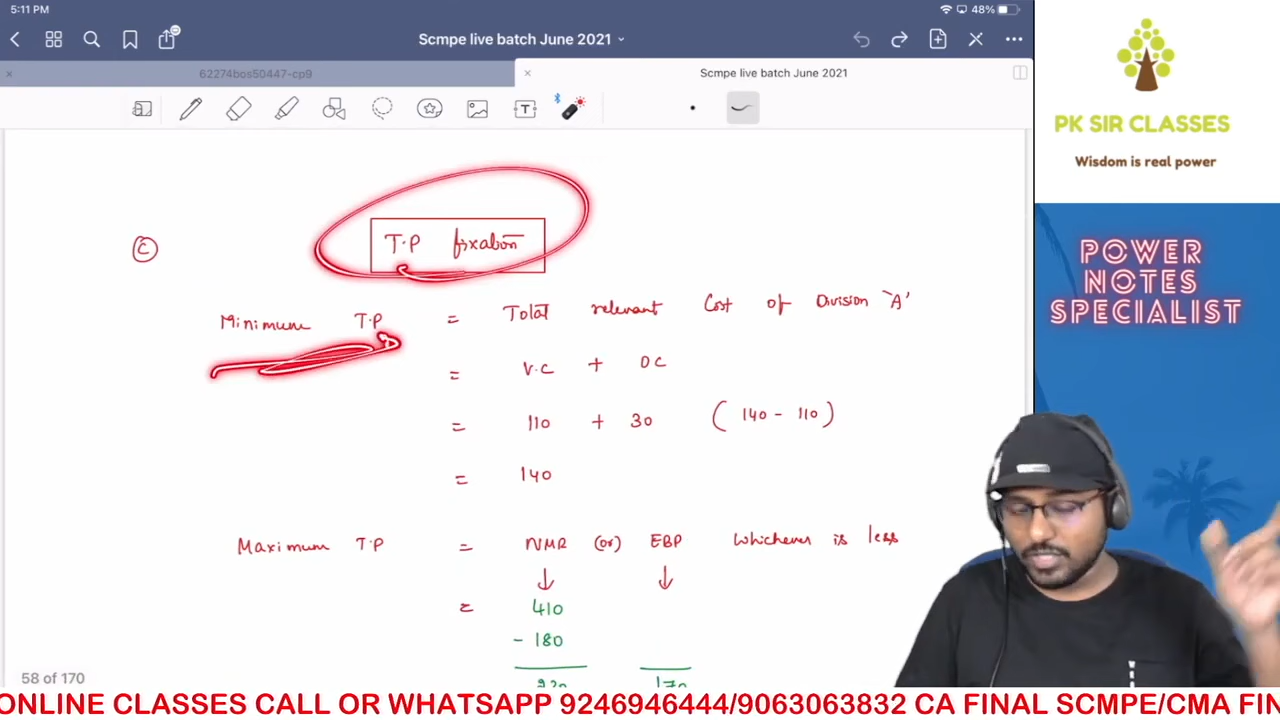 5:11 PM
48%
Scmpe live batch June 2021
62274bos50447-cp9
Scmpe live batch June 2021
PK SIR CLASSES
Wisdom is real power
POWER
NOTES
SPECIALIST
C
T.P fixation
Minimum T.P = Total relevant Cost of Division 'A'
= V.C + OC
= 110 + 30 (140 - 110)
= 140
Maximum T.P = NMR (or) EBP Whichever is less
= 410
- 180
230 170
58 of 170
ONLINE CLASSES CALL OR WHATSAPP 9246946444/9063063832 CA FINAL SCMPE/CMA FIN